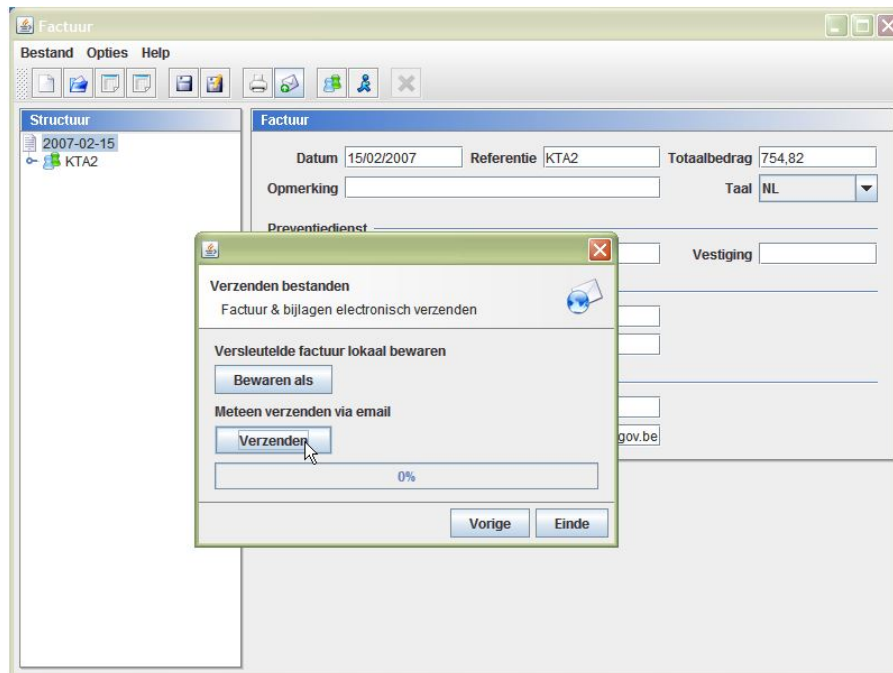 Factuur
Bestand Opties Help
Structuur
2007-02-15
KTA2
Factuur
Datum 15/02/2007 Referentie KTA2 Totaalbedrag 754,82
Opmerking Taal NL
Preventiedienst
Vestiging
gov.be
Verzenden bestanden
Factuur & bijlagen electronisch verzenden
Versleutelde factuur lokaal bewaren
Bewaren als
Meteen verzenden via email
Verzenden
0%
Vorige Einde